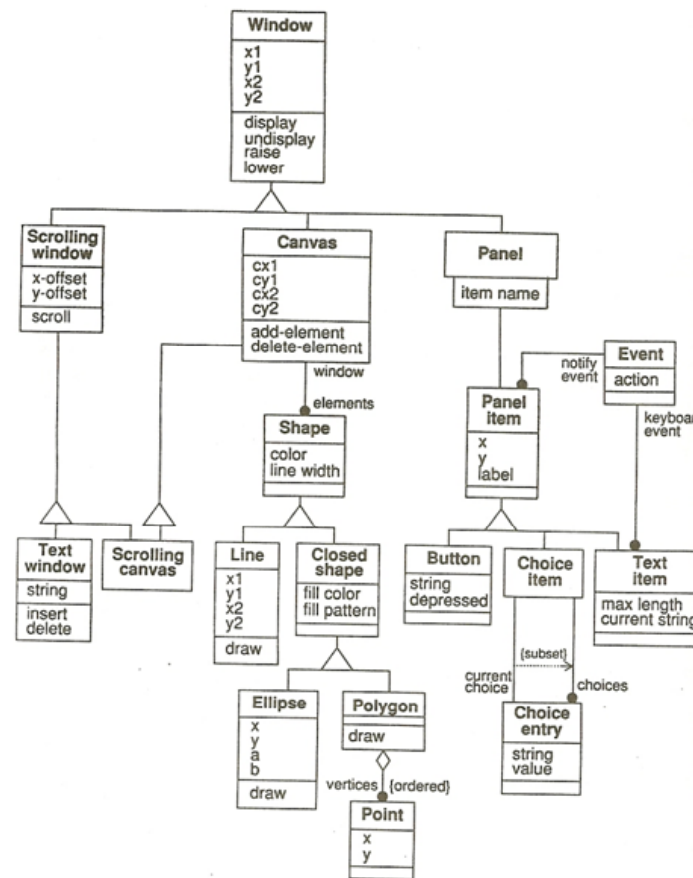 Window
x1
y1
x2
y2
display
undisplay
raise
lower
Scrolling
window
x-offset
y-offset
scroll
Canvas
cx1
cy1
cx2
cy2
add-element
delete-element
window
elements
Panel
item name
notify
event
Event
action
keyboar
event
Panel
item
x
y
label
Shape
color
line width
Text
window
string
insert
delete
Scrolling
canvas
Line
x1
y1
x2
y2
draw
Closed
shape
fill color
fill pattern
Button
string
depressed
Choice
item
Text
item
max length
current string
{subset}
current
choice
choices
Ellipse
x
y
a
b
draw
Polygon
draw
vertices {ordered}
Choice
entry
string
value
Point
x
y